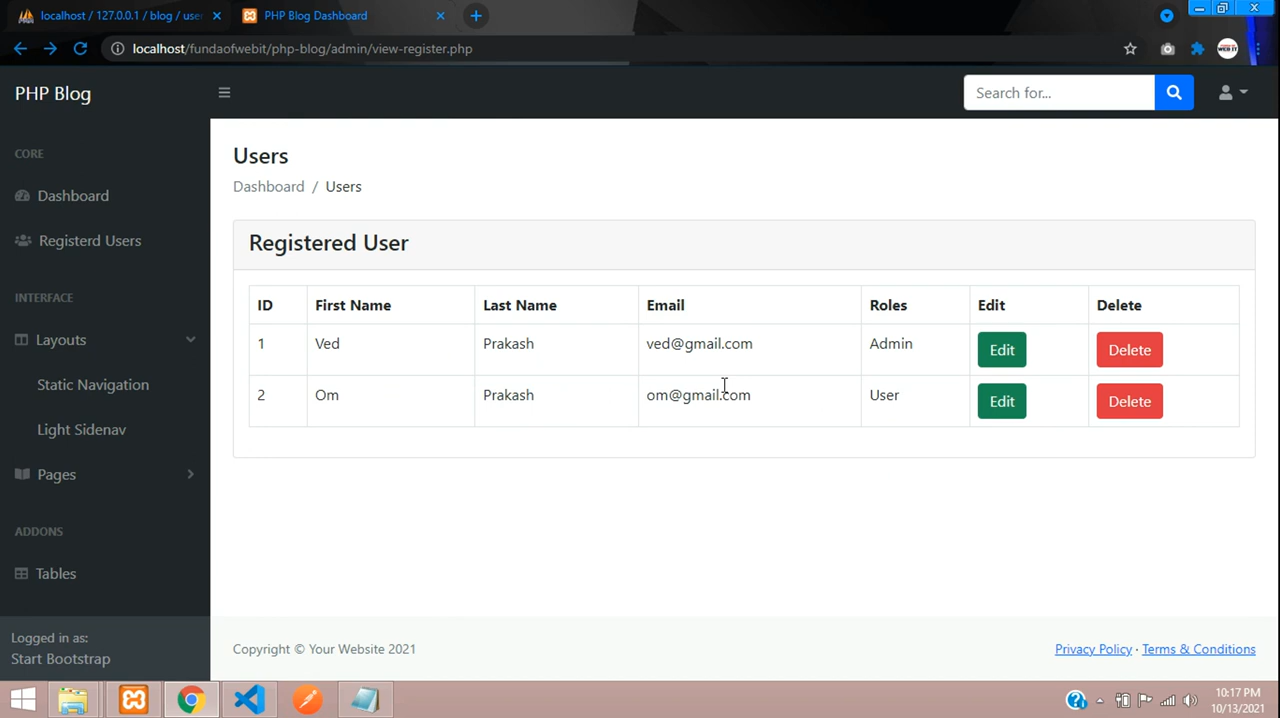 localhost / 127.0.0.1 / blog / user
PHP Blog Dashboard
localhost/fundaofwebit/php-blog/admin/view-register.php
PHP Blog
Search for...
CORE
Dashboard
Registerd Users
INTERFACE
Layouts
Static Navigation
Light Sidenav
Pages
ADDONS
Tables
Logged in as:
Start Bootstrap
Users
Dashboard / Users
Registered User
ID First Name Last Name Email Roles Edit Delete
1 Ved Prakash ved@gmail.com Admin Edit Delete
2 Om Prakash om@gmail.com User Edit Delete
Copyright © Your Website 2021
Privacy Policy · Terms & Conditions
10:17 PM
10/13/2021